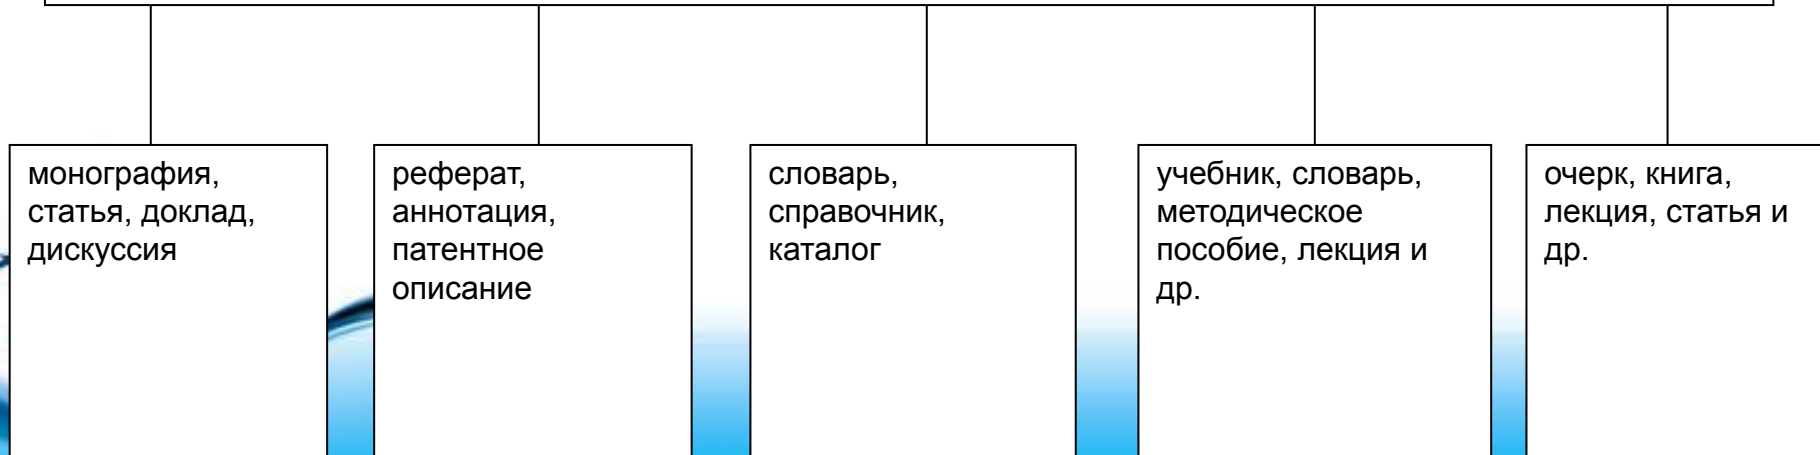 монография,
статья, доклад,
дискуссия
реферат,
аннотация,
патентное
описание
словарь,
справочник,
каталог
учебник, словарь,
методическое
пособие, лекция и
др.
очерк, книга,
лекция, статья и
др.